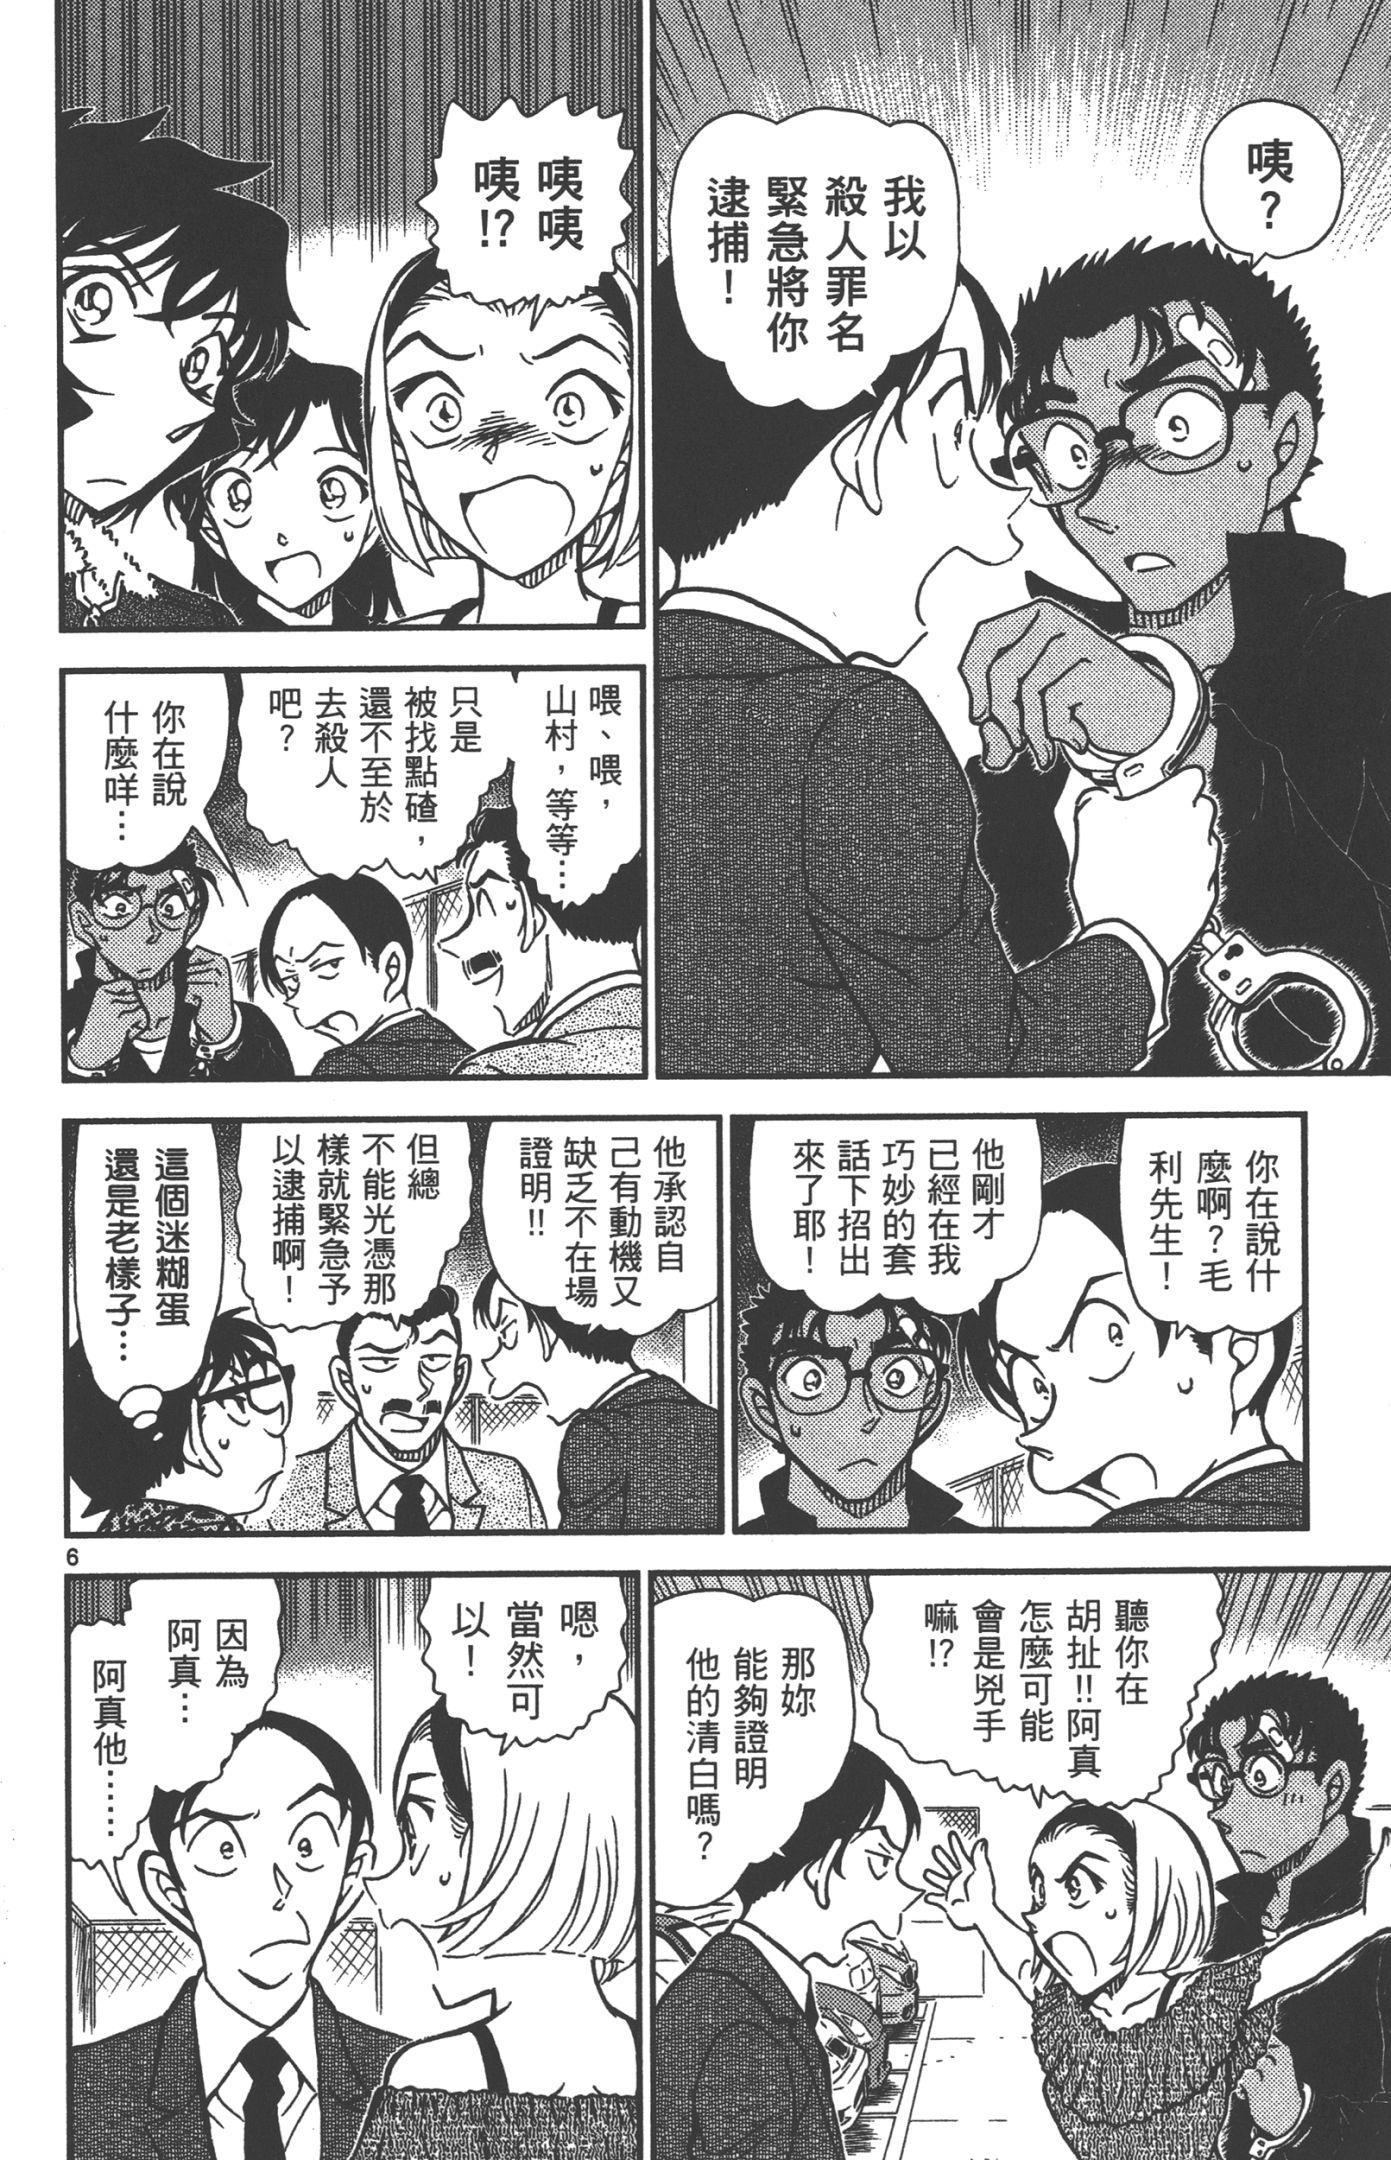 咦？
我以
殺人罪名
緊急將你
逮捕！
咦咦
咦!?
喂、喂，
山村，等等…
只是
被找點碴，
還不至於
去殺人
吧？
你在說
什麼咩…
你在說什
麼啊？毛
利先生！
他剛才
已經在我
巧妙的套
話下招出
來了耶！
他承認自
己有動機又
缺乏不在場
證明!!
但總
不能光憑那
樣就緊急予
以逮捕啊！
這個迷糊蛋
還是老樣子…
6
聽你在
胡扯!!阿真
怎麼可能
會是兇手
嘛!?
那妳
能夠證明
他的清白嗎？
嗯，
當然可
以！
因為
阿真…
阿真他……